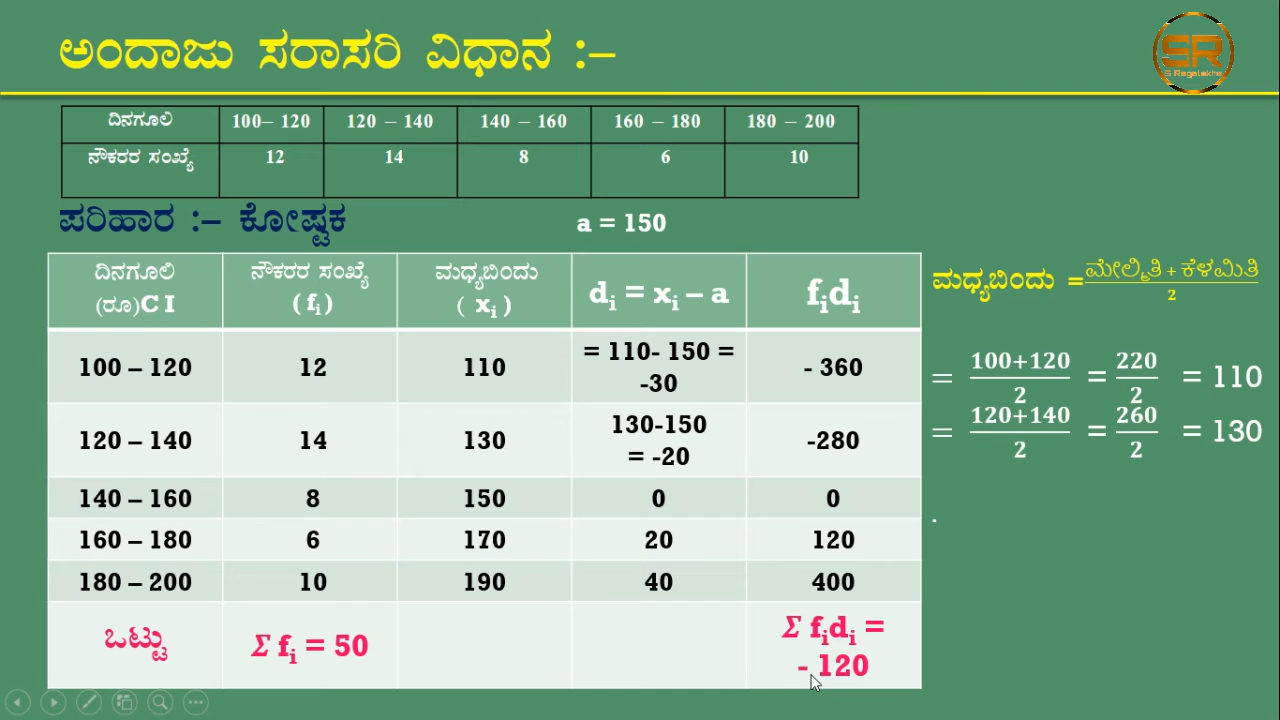 ಅಂದಾಜು ಸರಾಸರಿ ವಿಧಾನ :–
SR
S Ragalekha
ದಿನಗೂಲಿ 100– 120 120 – 140 140 – 160 160 – 180 180 – 200
ನೌಕರರ ಸಂಖ್ಯೆ 12 14 8 6 10
ಪರಿಹಾರ :– ಕೋಷ್ಟಕ a = 150
ದಿನಗೂಲಿ (ರೂ)C I ನೌಕರರ ಸಂಖ್ಯೆ ( fi ) ಮಧ್ಯಬಿಂದು ( xi ) di = xi – a fidi
100 – 120 12 110 = 110- 150 = -30 - 360
120 – 140 14 130 130-150 = -20 -280
140 – 160 8 150 0 0
160 – 180 6 170 20 120
180 – 200 10 190 40 400
ಒಟ್ಟು Σ fi = 50 Σ fidi = - 120
ಮಧ್ಯಬಿಂದು = ಮೇಲ್ಮಿತಿ+ಕೆಳಮಿತಿ / 2
= 100+120 / 2 = 220 / 2 = 110
= 120+140 / 2 = 260 / 2 = 130
.